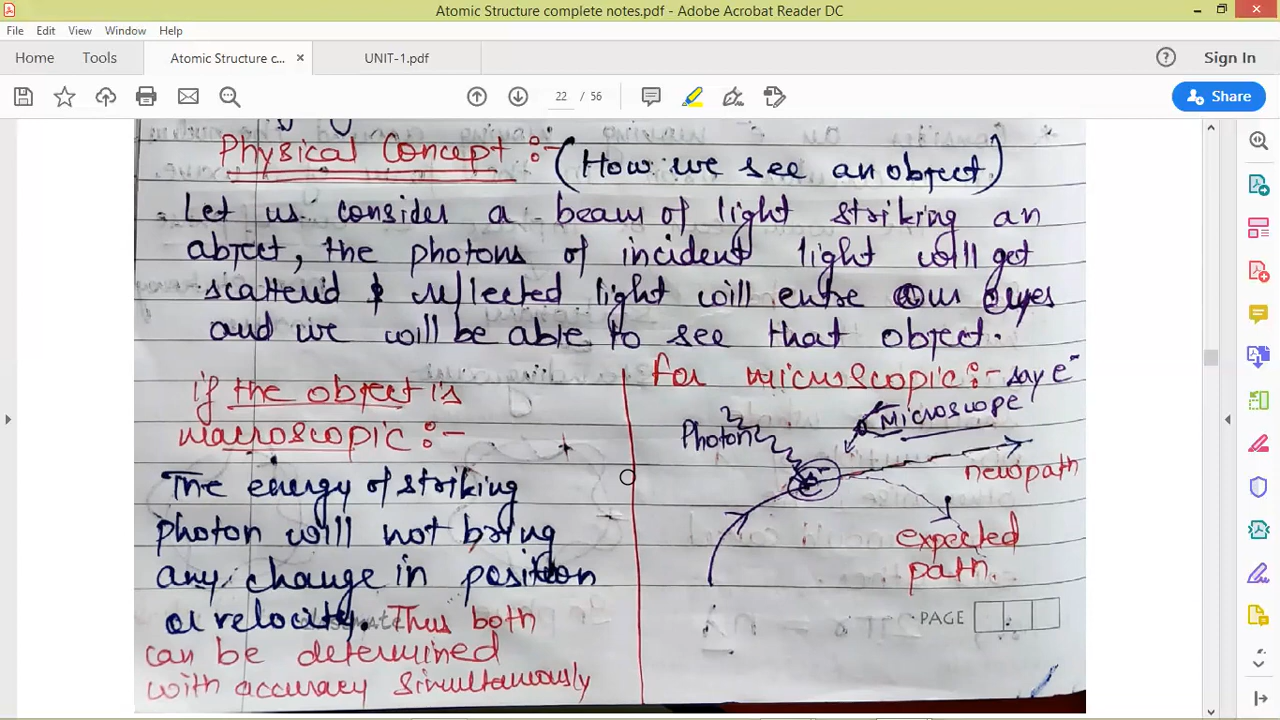 Atomic Structure complete notes.pdf - Adobe Acrobat Reader DC
File Edit View Window Help
Home Tools Atomic Structure c... × UNIT-1.pdf Sign In
22 / 56 Share
Physical Concept :- (How we see an object)
Let us consider a beam of light striking an
object, the photons of incident light will get
scattered & reflected light will entre our eyes
and we will be able to see that object.
if the object is
macroscopic :-
The energy of striking
photon will not bring
any change in position
or velocity. Thus both
can be determined
with accuracy simultaneously
for microscopic :- say e-
Microscope
Photon
e-
new path
expected
path.
PAGE